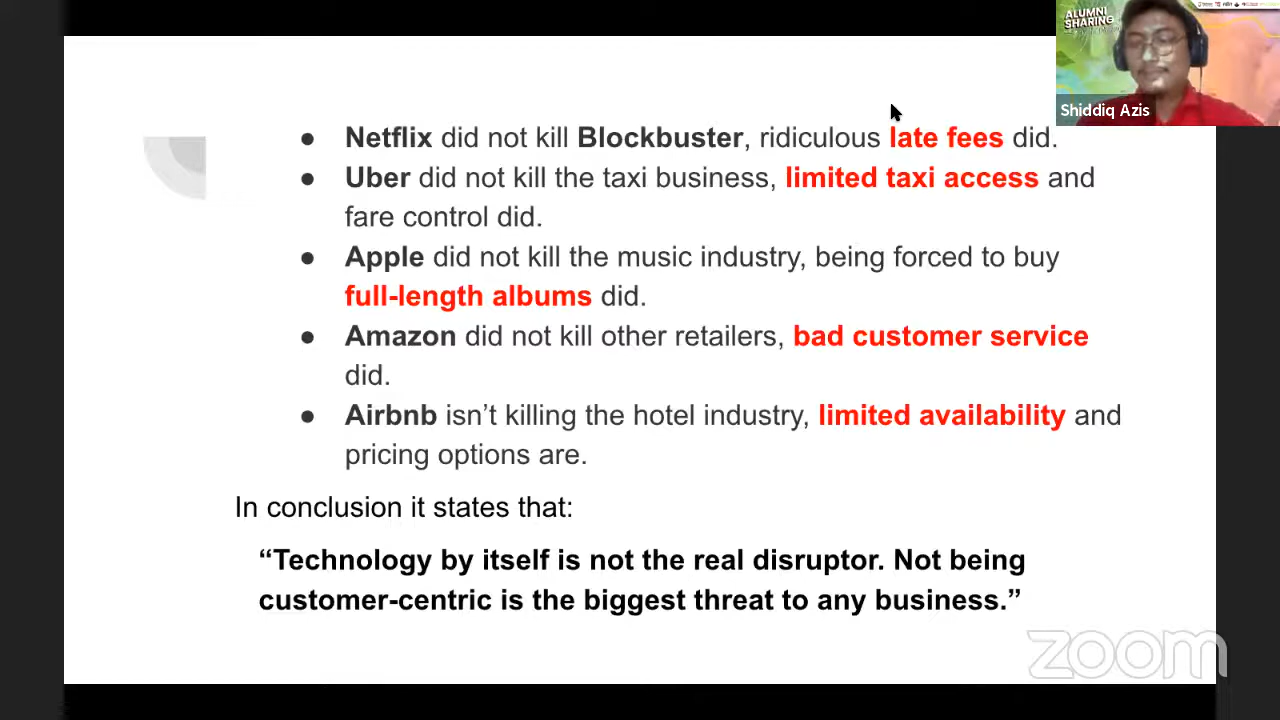 ALUMNI
SHARING
Shiddiq Azis
● Netflix did not kill Blockbuster, ridiculous late fees did.
● Uber did not kill the taxi business, limited taxi access and
fare control did.
● Apple did not kill the music industry, being forced to buy
full-length albums did.
● Amazon did not kill other retailers, bad customer service
did.
● Airbnb isn’t killing the hotel industry, limited availability and
pricing options are.
In conclusion it states that:
“Technology by itself is not the real disruptor. Not being
customer-centric is the biggest threat to any business.”
zoom